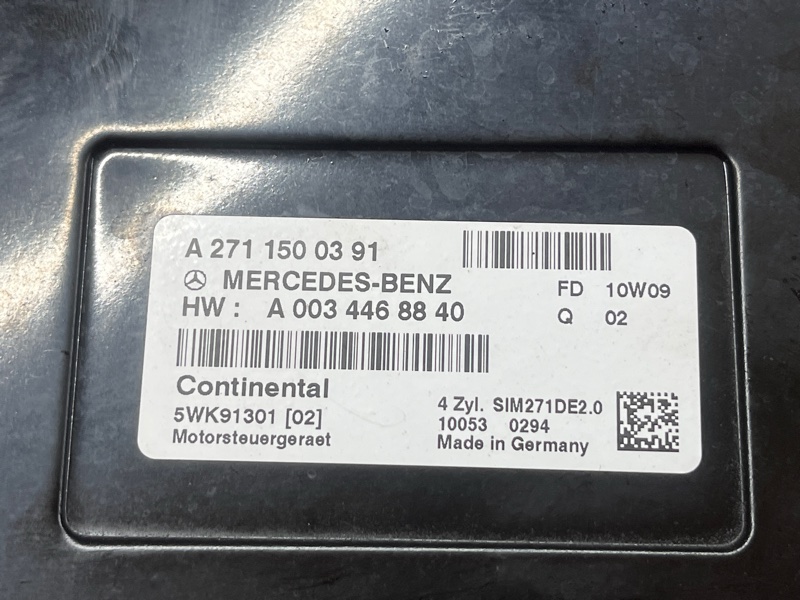 A 271 150 03 91
MERCEDES-BENZ
HW : A 003 446 88 40
FD 10W09
Q 02
Continental
5WK91301 [02]
Motorsteuergeraet
4 Zyl. SIM271DE2.0
10053 0294
Made in Germany